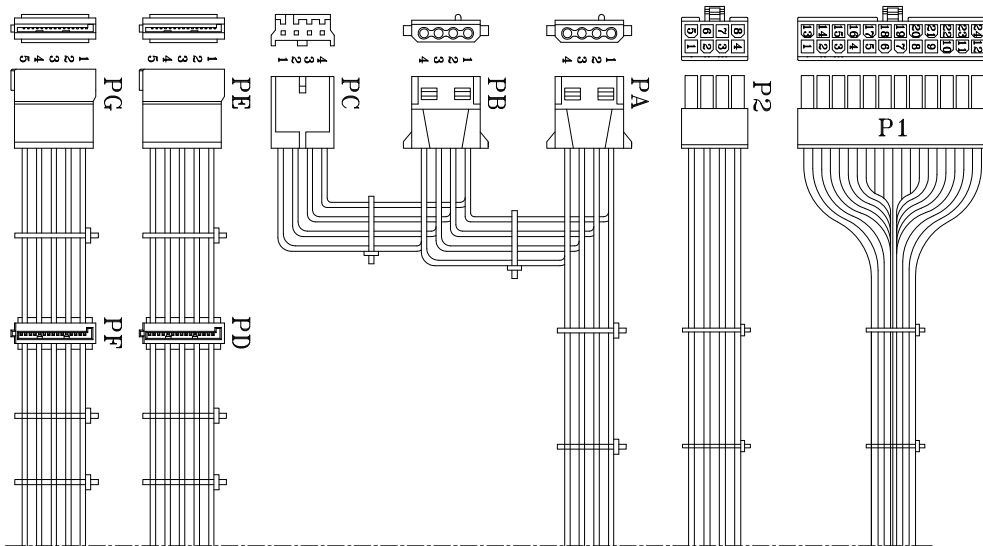 5 6 7 8
1 2 3 4
13 14 15 16 17 18 19 20 21 22 23 24
1 2 3 4 5 6 7 8 9 10 11 12
5 4 3 2 1
5 4 3 2 1
1 2 3 4
4 3 2 1
4 3 2 1
PG
PE
PC
PB
PA
P2
P1
PF
PD